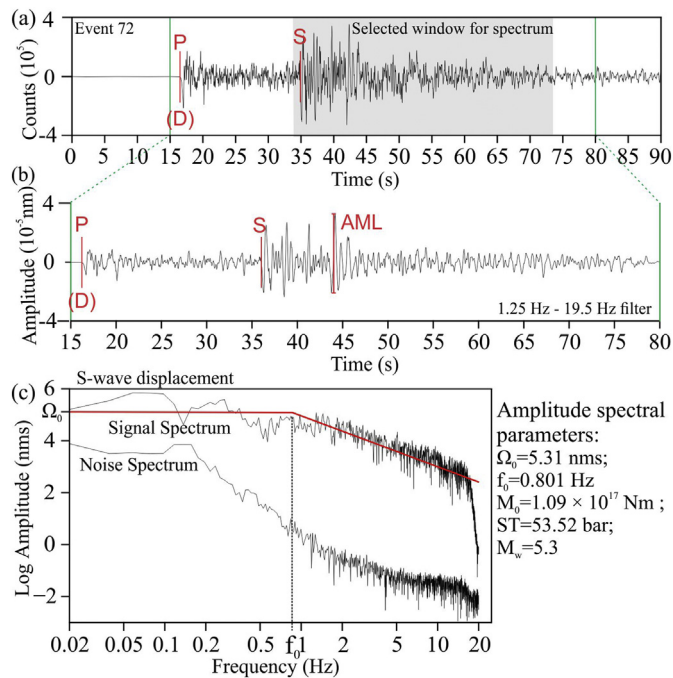 (a)
Event 72
Selected window for spectrum
P
S
(D)
Counts (10⁵)
4
0
-4
0 5 10 15 20 25 30 35 40 45 50 55 60 65 70 75 80 85 90
Time (s)
(b)
P
S
AML
(D)
Amplitude (10⁻⁵nm)
4
0
-4
1.25 Hz - 19.5 Hz filter
15 20 25 30 35 40 45 50 55 60 65 70 75 80
Time (s)
(c)
S-wave displacement
Signal Spectrum
Noise Spectrum
Log Amplitude (nms)
6
Ω₀
4
2
0
−2
0.02 0.05 0.1 0.2 0.5 f₀ 1 2 5 10 20
Frequency (Hz)
Amplitude spectral
parameters:
Ω₀=5.31 nms;
f₀=0.801 Hz
M₀=1.09 × 10¹⁷ Nm ;
ST=53.52 bar;
M_w=5.3